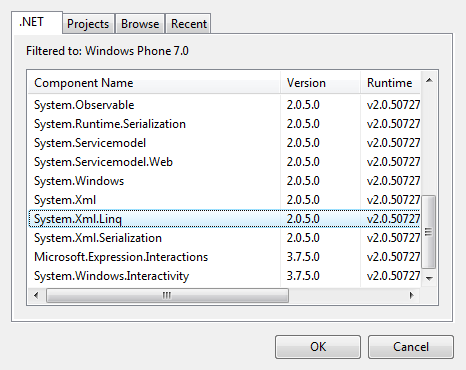 .NET Projects Browse Recent
Filtered to: Windows Phone 7.0
Component Name Version Runtime
System.Observable 2.0.5.0 v2.0.50727
System.Runtime.Serialization 2.0.5.0 v2.0.50727
System.Servicemodel 2.0.5.0 v2.0.50727
System.Servicemodel.Web 2.0.5.0 v2.0.50727
System.Windows 2.0.5.0 v2.0.50727
System.Xml 2.0.5.0 v2.0.50727
System.Xml.Linq 2.0.5.0 v2.0.50727
System.Xml.Serialization 2.0.5.0 v2.0.50727
Microsoft.Expression.Interactions 3.7.5.0 v2.0.50727
System.Windows.Interactivity 3.7.5.0 v2.0.50727
OK Cancel